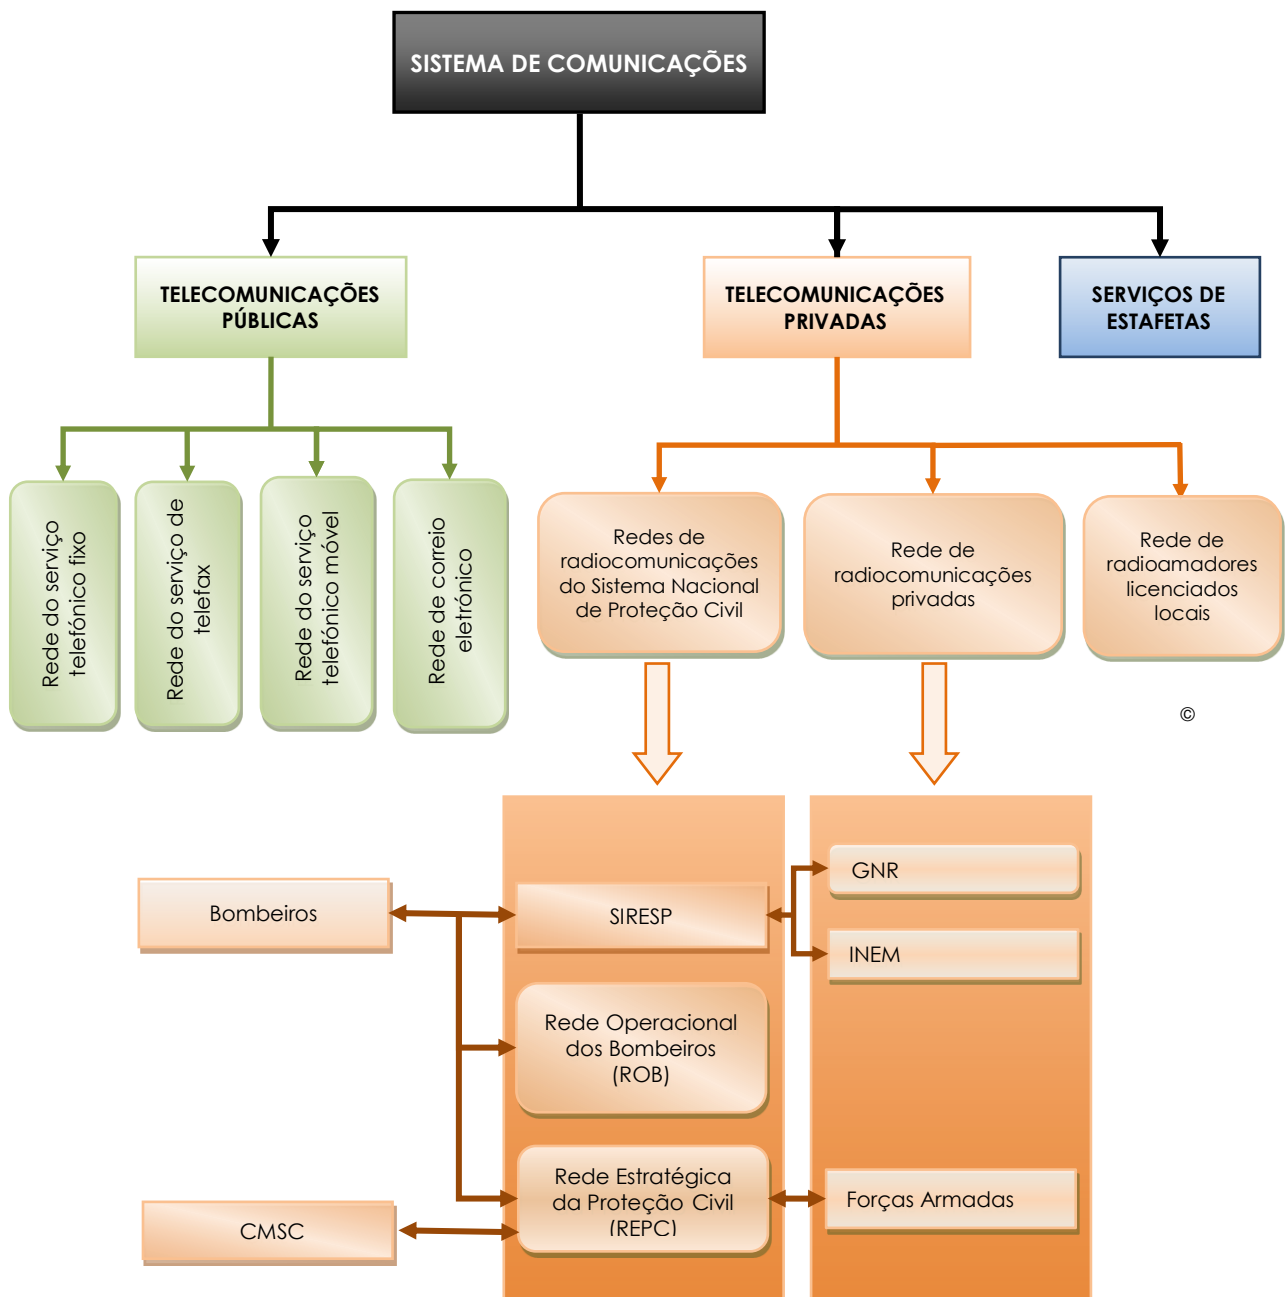 SISTEMA DE COMUNICAÇÕES
TELECOMUNICAÇÕES
PÚBLICAS
TELECOMUNICAÇÕES
PRIVADAS
SERVIÇOS DE
ESTAFETAS
Rede do serviço
telefónico fixo
Rede do serviço de
telefax
Rede do serviço
telefónico móvel
Rede de correio
eletrónico
Redes de
radiocomunicações
do Sistema Nacional
de Proteção Civil
Rede de
radiocomunicações
privadas
Rede de
radioamadores
licenciados
locais
©
Bombeiros
SIRESP
GNR
INEM
Rede Operacional
dos Bombeiros
(ROB)
Rede Estratégica
da Proteção Civil
(REPC)
Forças Armadas
CMSC